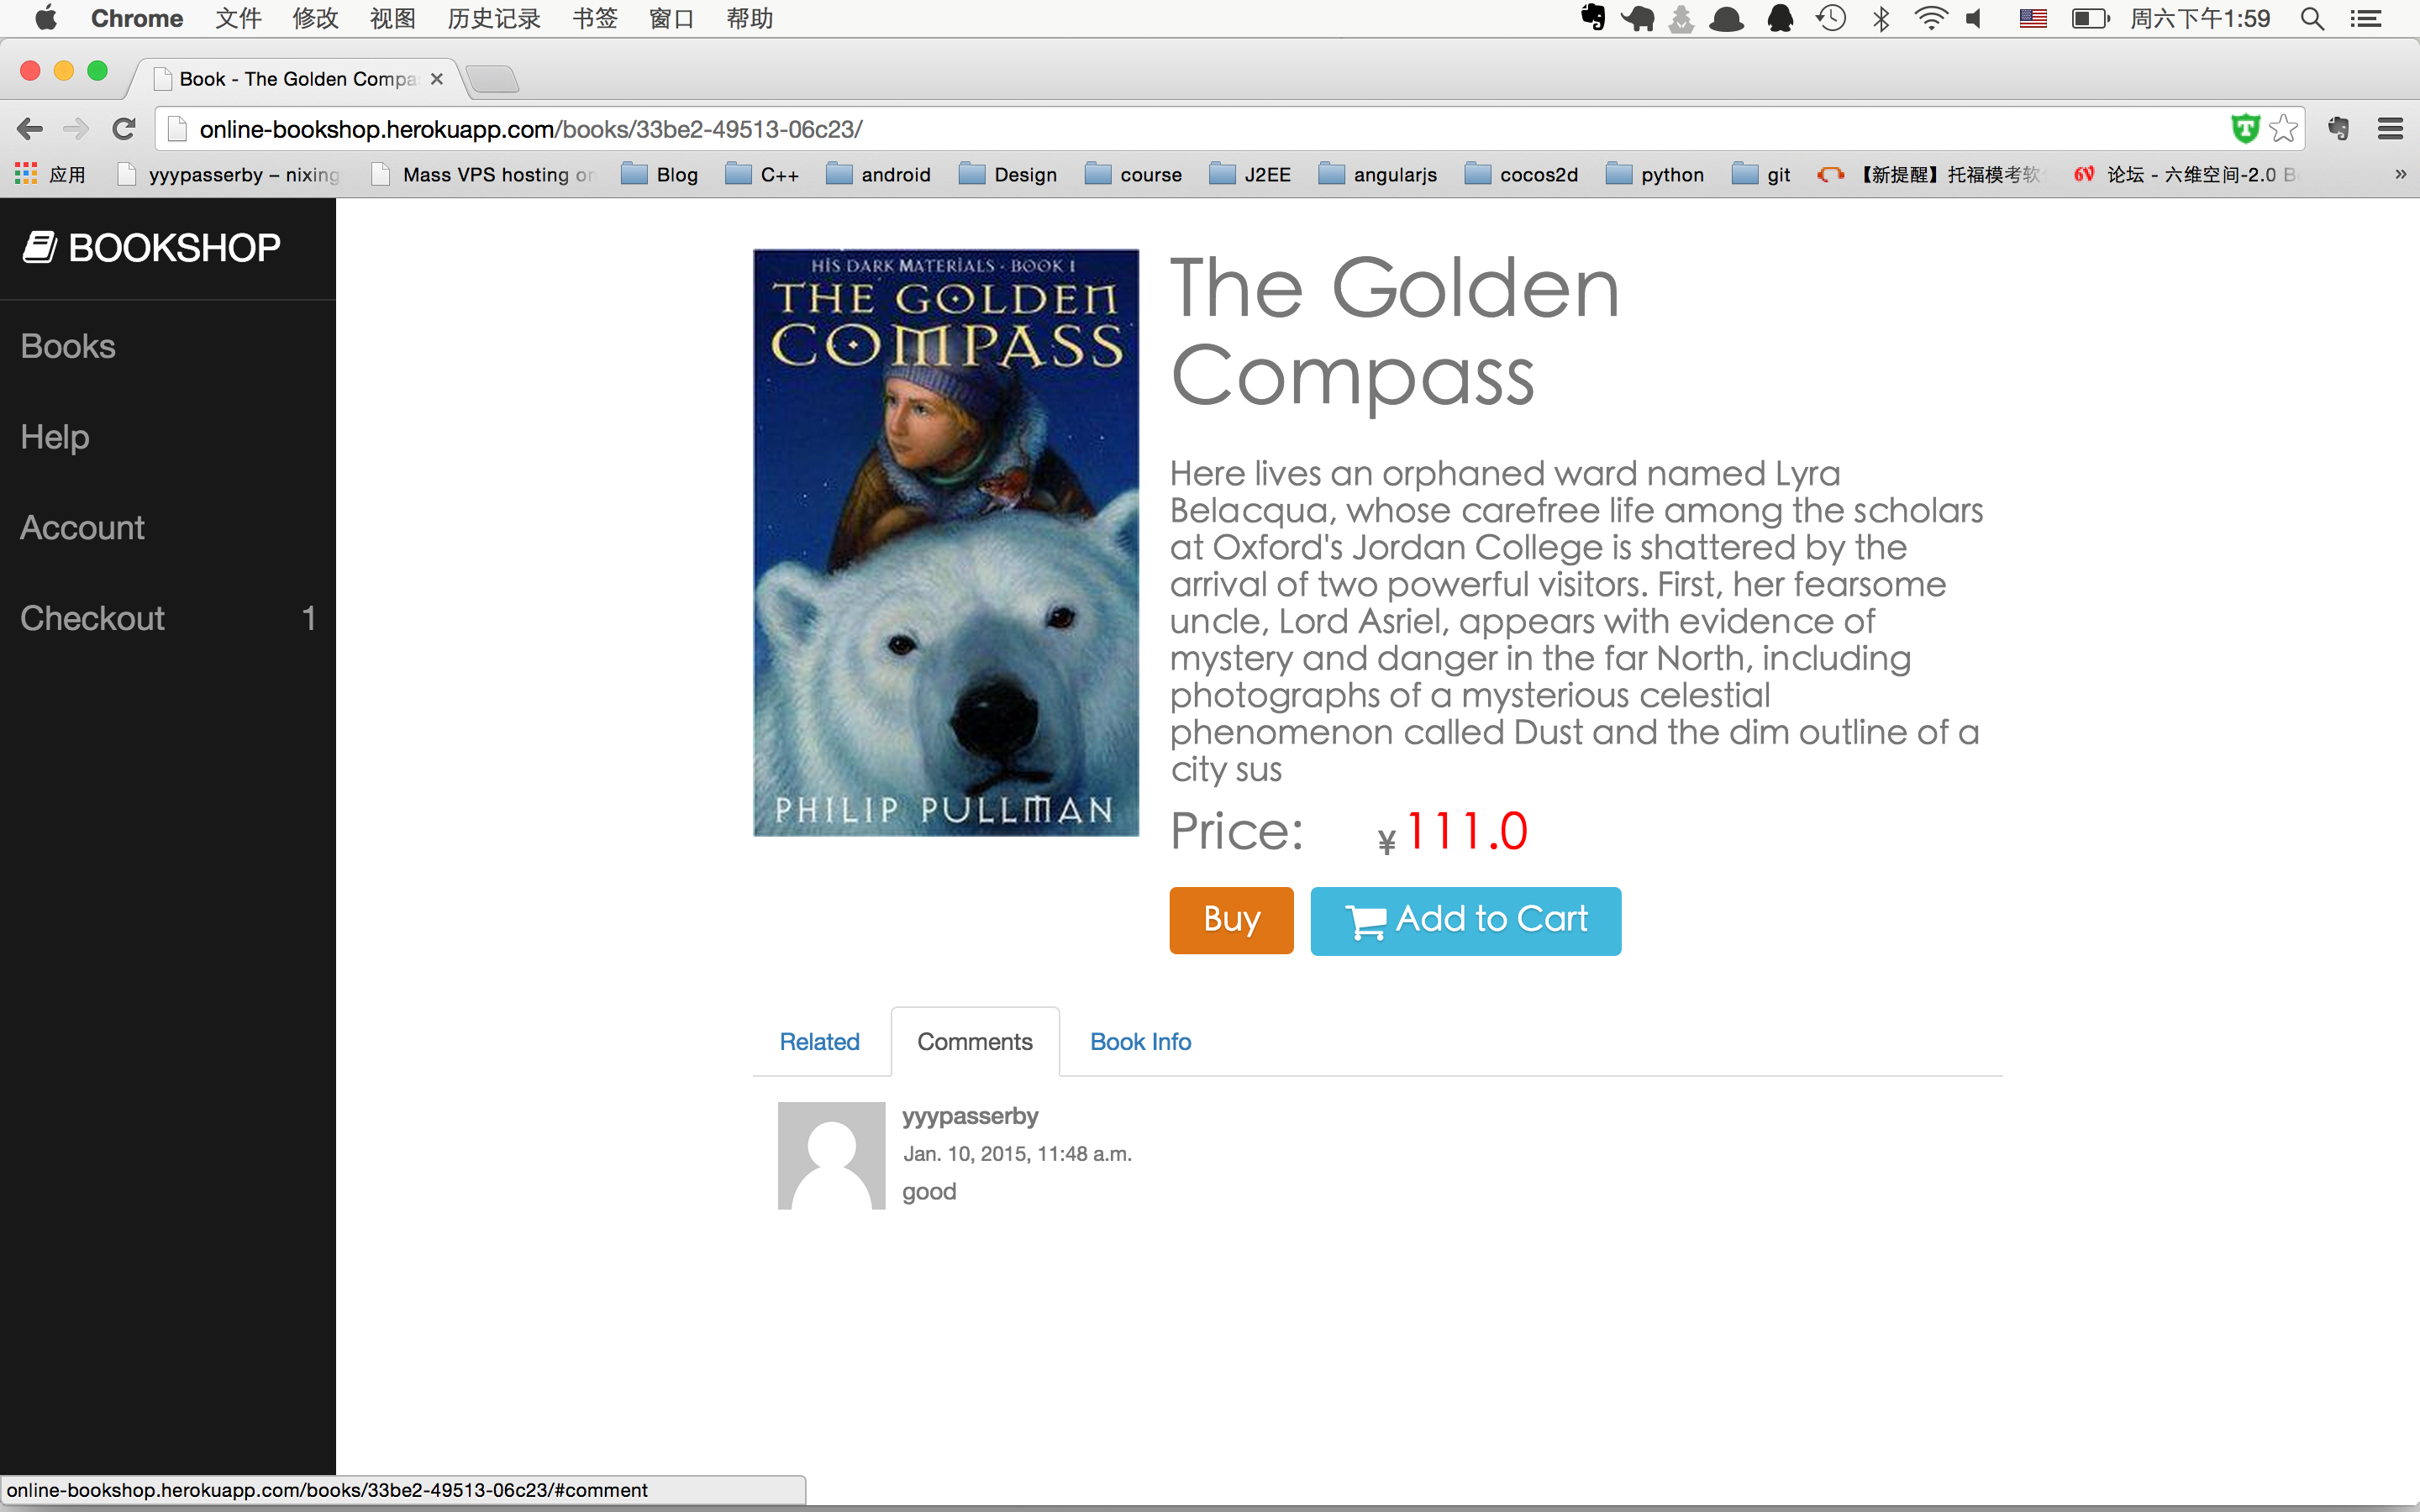 Chrome 文件 修改 视图 历史记录 书签 窗口 帮助 周六下午1:59
Book - The Golden Compa
online-bookshop.herokuapp.com/books/33be2-49513-06c23/
应用 yyypasserby – nixing Mass VPS hosting on Blog C++ android Design course J2EE angularjs cocos2d python git 【新提醒】托福模考软 6V 论坛 - 六维空间-2.0 B »
BOOKSHOP
Books
Help
Account
Checkout 1
HIS DARK MATERIALS · BOOK I
THE GOLDEN
COMPASS
PHILIP PULLMAN
The Golden
Compass
Here lives an orphaned ward named Lyra
Belacqua, whose carefree life among the scholars
at Oxford's Jordan College is shattered by the
arrival of two powerful visitors. First, her fearsome
uncle, Lord Asriel, appears with evidence of
mystery and danger in the far North, including
photographs of a mysterious celestial
phenomenon called Dust and the dim outline of a
city sus
Price: ¥ 111.0
Buy Add to Cart
Related Comments Book Info
yyypasserby
Jan. 10, 2015, 11:48 a.m.
good
online-bookshop.herokuapp.com/books/33be2-49513-06c23/#comment